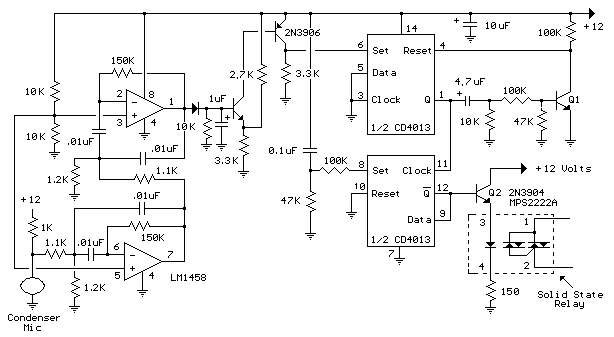 14
+
10 uF
100K
+ 12
2N3906
150K
2.7K
3.3K
6
Set
Reset
4
5
Data
8
2
-
1
1uF
10K
3
+
4
10K
+
3
Clock
Q
1
4.7uF
+
100K
Q1
10K
.01uF
1/2 CD4013
10K
47K
.01uF
3.3K
0.1uF
100K
8
Set
Clock
11
+ 12 Volts
1.2K
1.1K
10
Reset
Q
12
Q2
2N3904
MPS2222A
+ 12
.01uF
47K
Data
9
1K
150K
3
1
1.1K
.01uF
6
-
7
1/2 CD4013
7
5
+
4
LM1458
4
2
1.2K
150
Solid State
Relay
Condenser
Mic